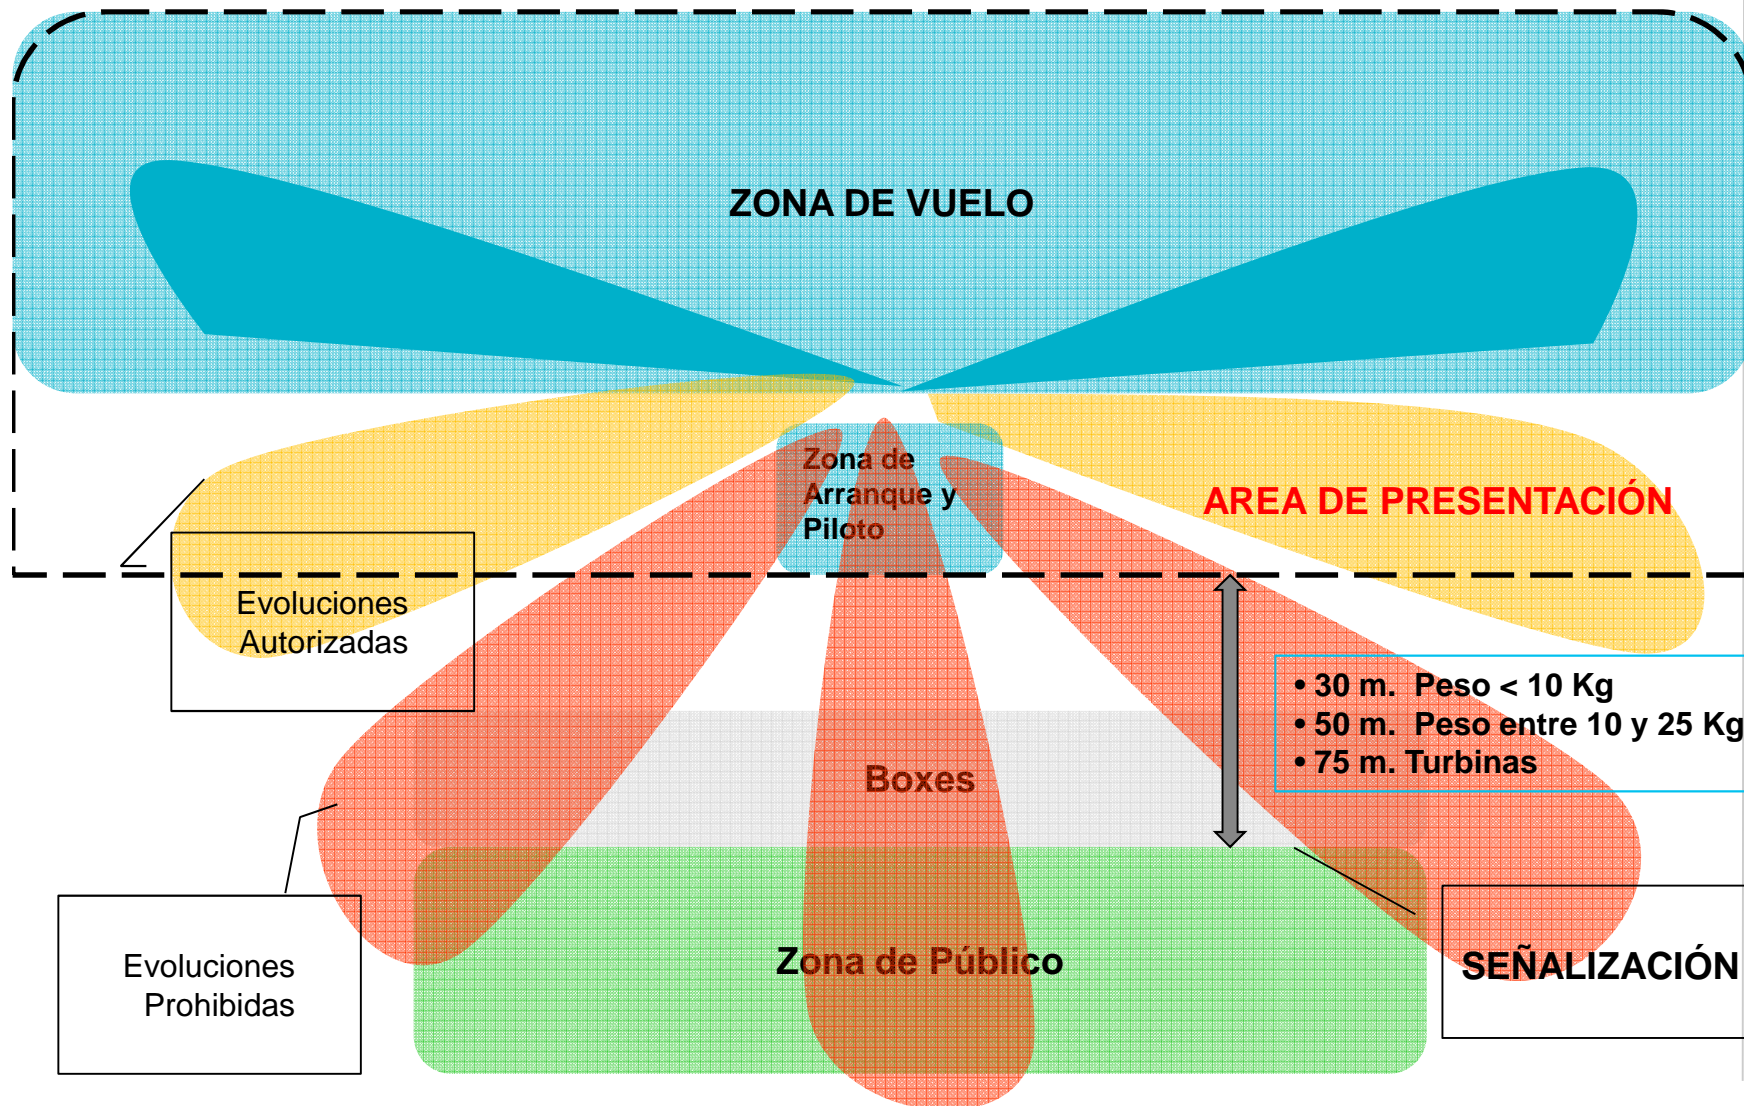 ZONA DE VUELO
Zona de
Arranque y
Piloto
AREA DE PRESENTACIÓN
Evoluciones
Autorizadas
• 30 m.  Peso < 10 Kg
• 50 m.  Peso entre 10 y 25 Kg
• 75 m. Turbinas
Boxes
Zona de Público
Evoluciones
Prohibidas
SEÑALIZACIÓN